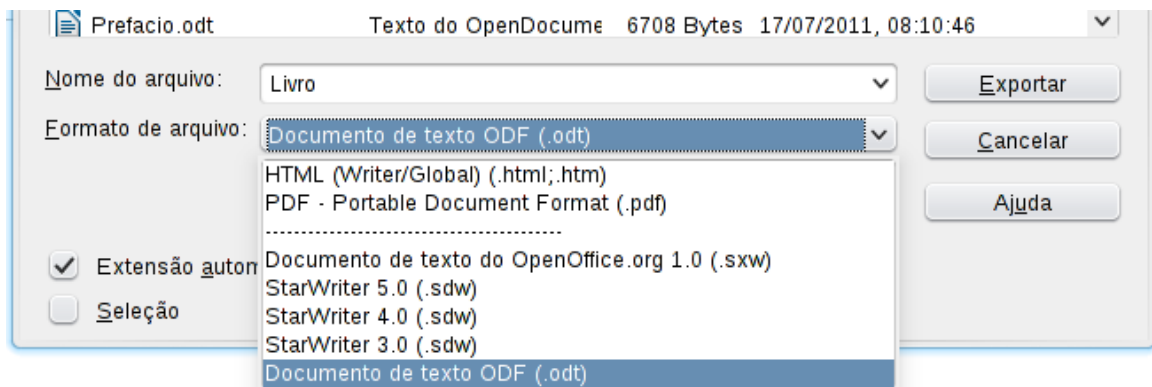 Prefacio.odt Texto do OpenDocume 6708 Bytes 17/07/2011, 08:10:46
Nome do arquivo: Livro Exportar
Formato de arquivo: Documento de texto ODF (.odt) Cancelar
HTML (Writer/Global) (.html;.htm)
PDF - Portable Document Format (.pdf) Ajuda
-----------------------------------------
Extensão autom Documento de texto do OpenOffice.org 1.0 (.sxw)
StarWriter 5.0 (.sdw)
Seleção StarWriter 4.0 (.sdw)
StarWriter 3.0 (.sdw)
Documento de texto ODF (.odt)